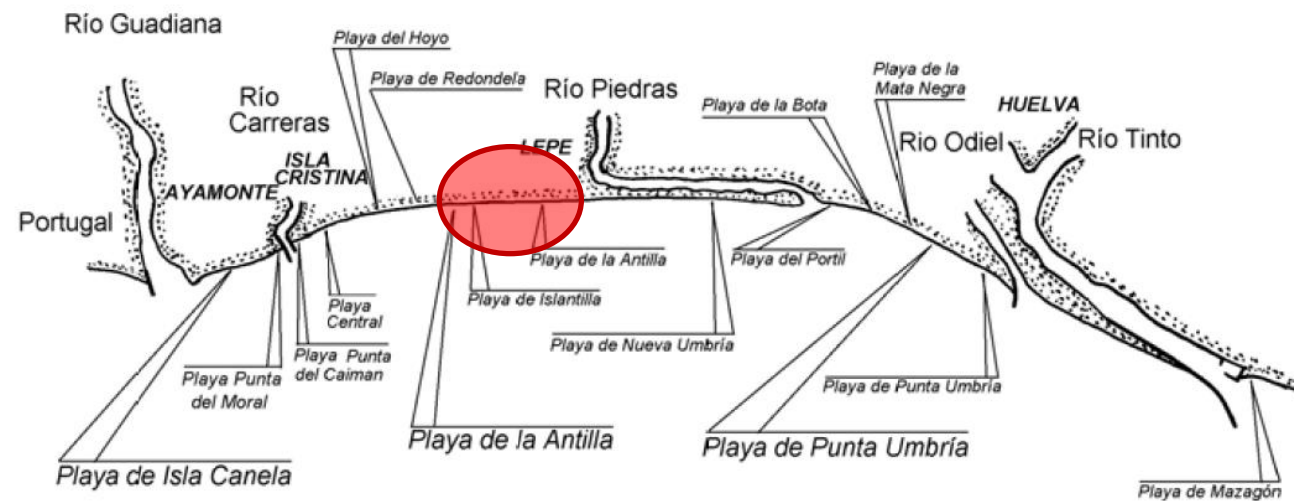 Río Guadiana
Playa del Hoyo
Playa de Redondela
Río
Carreras
Río Piedras
Playa de la
Mata Negra
Playa de la Bota
HUELVA
Rio Odiel
Río Tinto
ISLA
CRISTINA
LEPE
AYAMONTE
Portugal
Playa de la Antilla
Playa del Portil
Playa de Islantilla
Playa
Central
Playa de Nueva Umbría
Playa Punta
del Caiman
Playa Punta
del Moral
Playa de Punta Umbría
Playa de la Antilla
Playa de Punta Umbría
Playa de Isla Canela
Playa de Mazagón